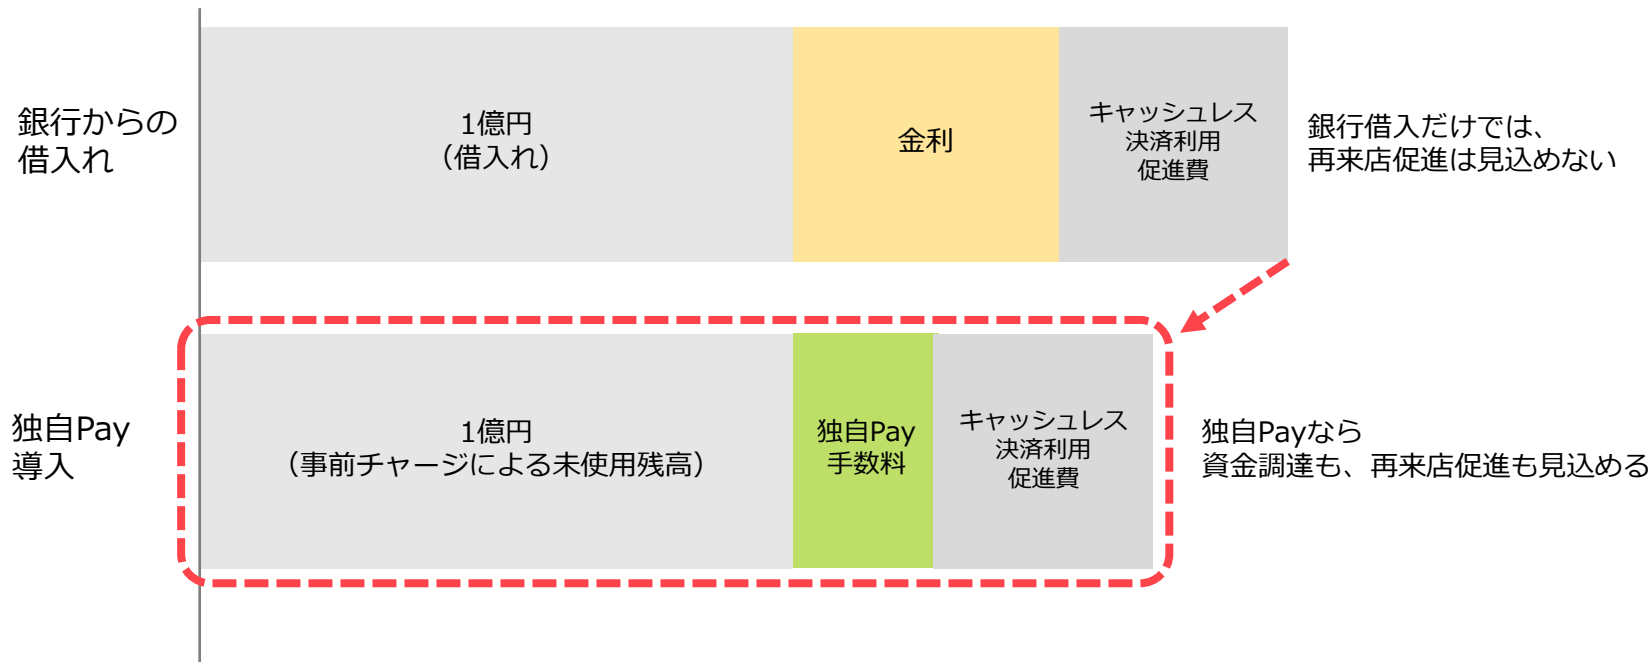 銀行からの
借入れ
1億円
（借入れ）
金利
キャッシュレス
決済利用
促進費
銀行借入だけでは、
再来店促進は見込めない
独自Pay
導入
1億円
（事前チャージによる未使用残高）
独自Pay
手数料
キャッシュレス
決済利用
促進費
独自Payなら
資金調達も、再来店促進も見込める